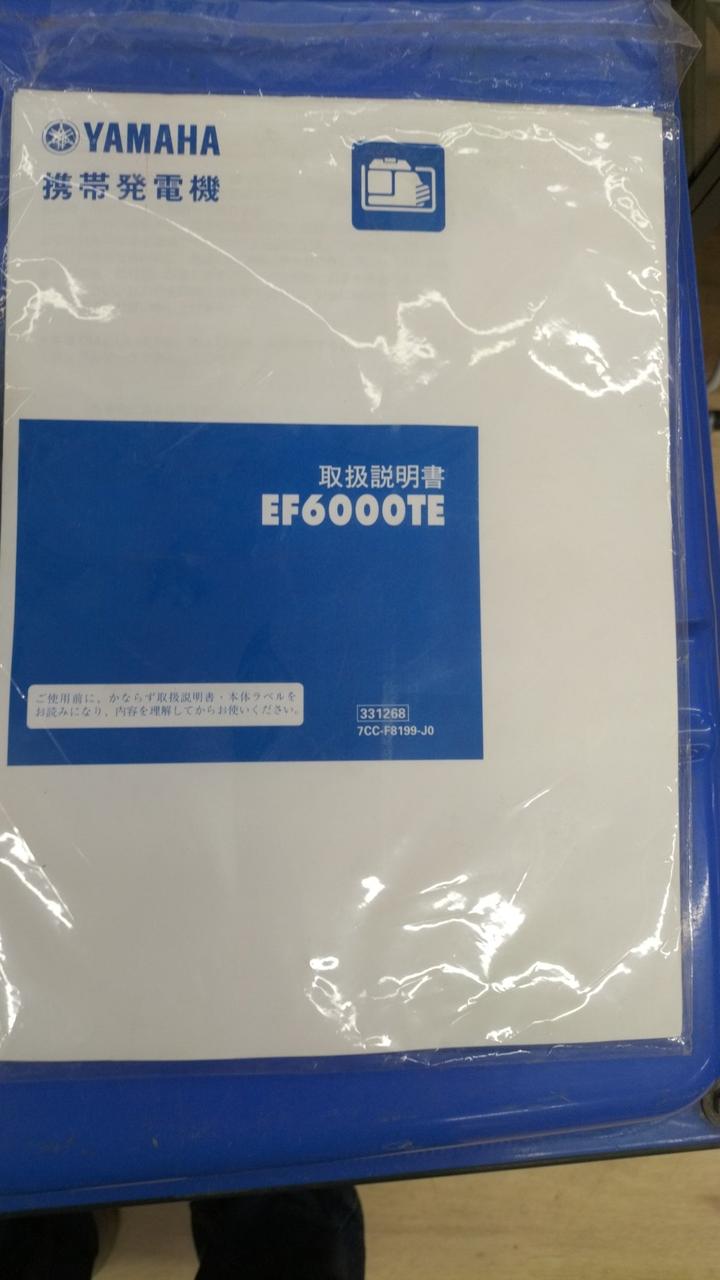 YAMAHA
携帯発電機
取扱説明書
EF6000TE
ご使用前に、かならず取扱説明書・本体ラベルを
お読みになり、内容を理解してからお使いください。
331268
7CC-F8199-J0